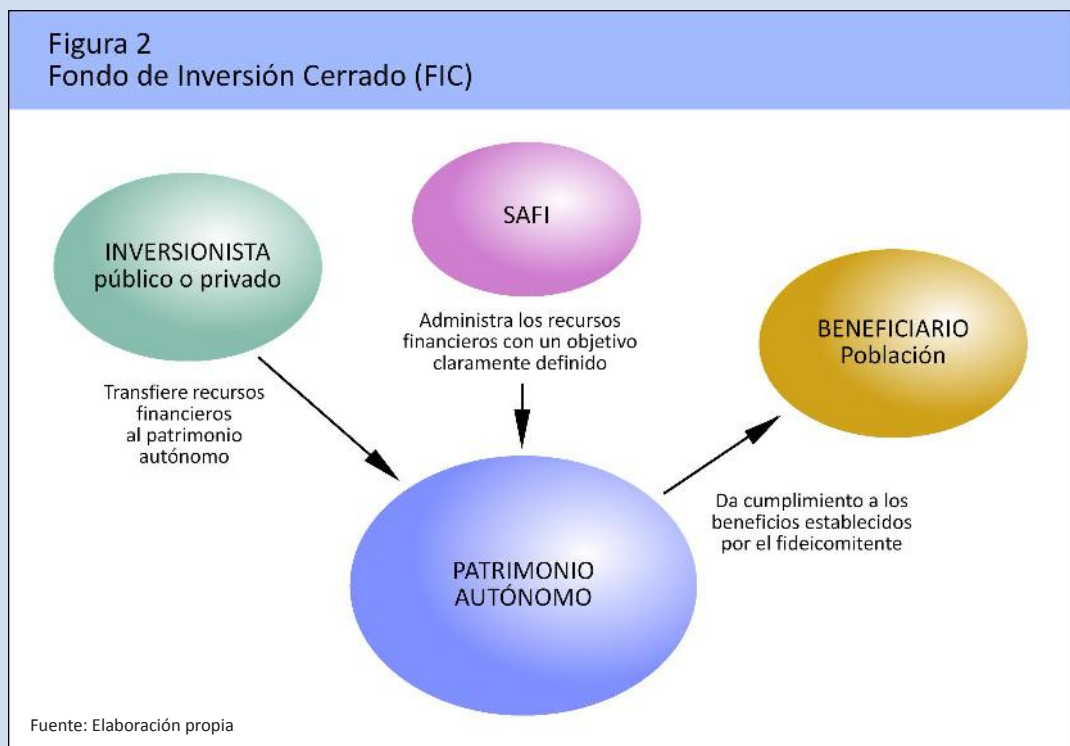 Figura 2
Fondo de Inversión Cerrado (FIC)
INVERSIONISTA
público o privado
Transfiere recursos
financieros
al patrimonio
autónomo
SAFI
Administra los recursos
financieros con un objetivo
claramente definido
BENEFICIARIO
Población
Da cumplimiento a los
beneficios establecidos
por el fideicomitente
PATRIMONIO
AUTÓNOMO
Fuente: Elaboración propia